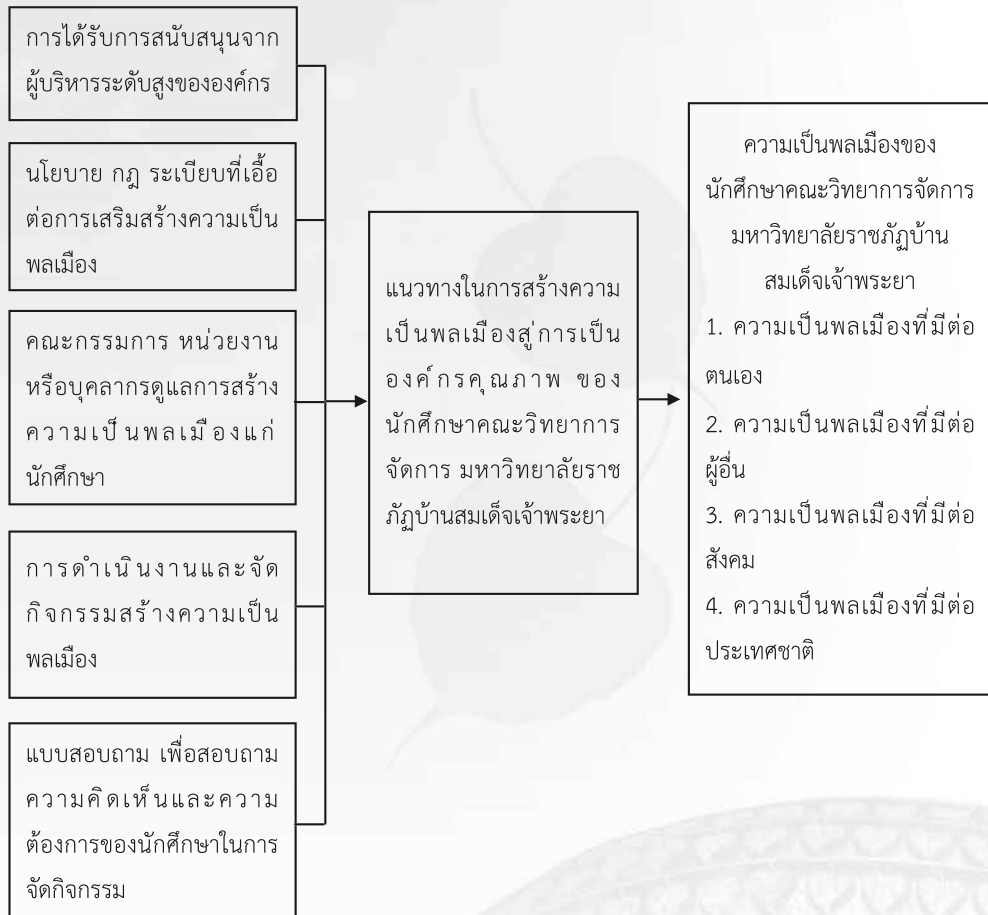 การได้รับการสนับสนุนจาก
ผู้บริหารระดับสูงขององค์กร
นโยบาย กฎ ระเบียบที่เอื้อ
ต่อการเสริมสร้างความเป็น
พลเมือง
คณะกรรมการ หน่วยงาน
หรือบุคลากรดูแลการสร้าง
ความเป็นพลเมืองแก่
นักศึกษา
การดำเนินงานและจัด
กิจกรรมสร้างความเป็น
พลเมือง
แบบสอบถาม เพื่อสอบถาม
ความคิดเห็นและความ
ต้องการของนักศึกษาในการ
จัดกิจกรรม
แนวทางในการสร้างความ
เป็นพลเมืองสู่การเป็น
องค์กรคุณภาพ ของ
นักศึกษาคณะวิทยาการ
จัดการ มหาวิทยาลัยราช
ภัฏบ้านสมเด็จเจ้าพระยา
ความเป็นพลเมืองของ
นักศึกษาคณะวิทยาการจัดการ
มหาวิทยาลัยราชภัฏบ้าน
สมเด็จเจ้าพระยา
1. ความเป็นพลเมืองที่มีต่อ
ตนเอง
2. ความเป็นพลเมืองที่มีต่อ
ผู้อื่น
3. ความเป็นพลเมืองที่มีต่อ
สังคม
4. ความเป็นพลเมืองที่มีต่อ
ประเทศชาติ